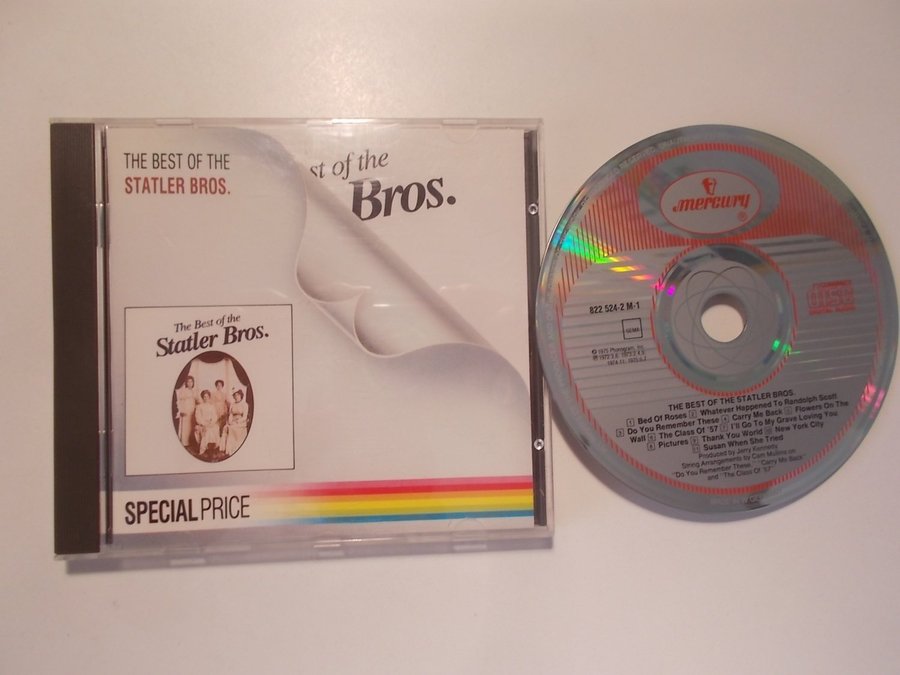 THE BEST OF THE
STATLER BROS.
st of the
Bros.
The Best of the
Statler Bros.
SPECIAL PRICE
mercury
®
822 524-2 M-1
GEMA
COMPACT
DISC
DIGITAL AUDIO
℗ 1975 Phonogram, Inc.
THE BEST OF THE STATLER BROS.
1 Bed Of Roses 2 Whatever Happened To Randolph Scott
3 Do You Remember These 4 Carry Me Back 5 Flowers On The
Wall 6 The Class Of '57 7 I'll Go To My Grave Loving You
8 Pictures 9 Thank You World 10 New York City
11 Susan When She Tried
Produced by Jerry Kennedy
String Arrangements by Cam Mullins on
"Do You Remember These, "Carry Me Back"
and "The Class Of '57"